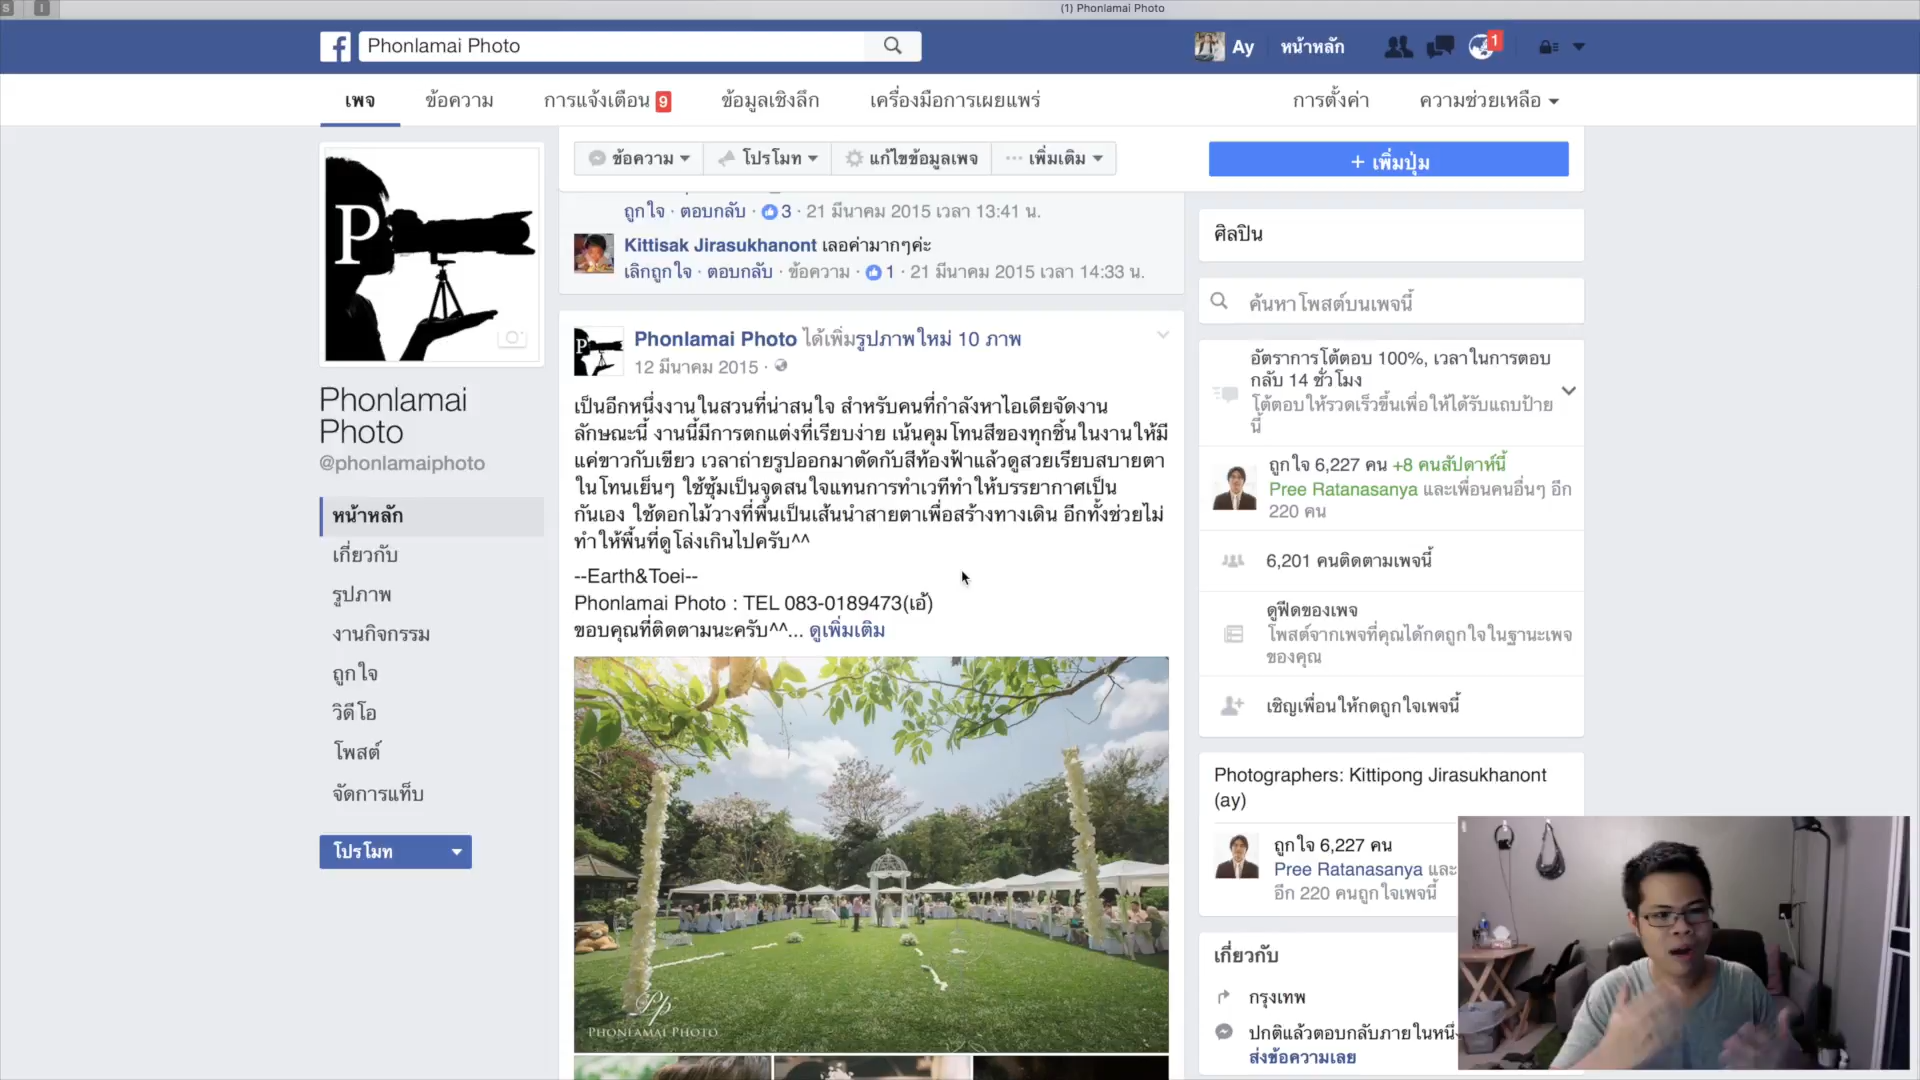 S
I
(1) Phonlamai Photo
Phonlamai Photo
Ay
หน้าหลัก
1
เพจ
ข้อความ
การแจ้งเตือน 9
ข้อมูลเชิงลึก
เครื่องมือการเผยแพร่
การตั้งค่า
ความช่วยเหลือ
P
Phonlamai
Photo
@phonlamaiphoto
หน้าหลัก
เกี่ยวกับ
รูปภาพ
งานกิจกรรม
ถูกใจ
วิดีโอ
โพสต์
จัดการแท็บ
โปรโมท
ข้อความ
โปรโมท
แก้ไขข้อมูลเพจ
··· เพิ่มเติม
+ เพิ่มปุ่ม
ถูกใจ · ตอบกลับ · 3 · 21 มีนาคม 2015 เวลา 13:41 น.
Kittisak Jirasukhanont เลอค่ามากๆค่ะ
เลิกถูกใจ · ตอบกลับ · ข้อความ · 1 · 21 มีนาคม 2015 เวลา 14:33 น.
P
Phonlamai Photo ได้เพิ่มรูปภาพใหม่ 10 ภาพ
12 มีนาคม 2015 ·
เป็นอีกหนึ่งงานในสวนที่น่าสนใจ สำหรับคนที่กำลังหาไอเดียจัดงาน
ลักษณะนี้ งานนี้มีการตกแต่งที่เรียบง่าย เน้นคุมโทนสีของทุกชิ้นในงานให้มี
แค่ขาวกับเขียว เวลาถ่ายรูปออกมาตัดกับสีท้องฟ้าแล้วดูสวยเรียบสบายตา
ในโทนเย็นๆ ใช้ซุ้มเป็นจุดสนใจแทนการทำเวทีทำให้บรรยากาศเป็น
กันเอง ใช้ดอกไม้วางที่พื้นเป็นเส้นนำสายตาเพื่อสร้างทางเดิน อีกทั้งช่วยไม่
ทำให้พื้นที่ดูโล่งเกินไปครับ^^
--Earth&Toei--
Phonlamai Photo : TEL 083-0189473(เอ้)
ขอบคุณที่ติดตามนะครับ^^... ดูเพิ่มเติม
Pp
PHONLAMAI PHOTO
ศิลปิน
ค้นหาโพสต์บนเพจนี้
อัตราการโต้ตอบ 100%, เวลาในการตอบ
กลับ 14 ชั่วโมง
โต้ตอบให้รวดเร็วขึ้นเพื่อให้ได้รับแถบป้าย
นี้
ถูกใจ 6,227 คน +8 คนสัปดาห์นี้
Pree Ratanasanya และเพื่อนคนอื่นๆ อีก
220 คน
6,201 คนติดตามเพจนี้
ดูฟีดของเพจ
โพสต์จากเพจที่คุณได้กดถูกใจในฐานะเพจ
ของคุณ
เชิญเพื่อนให้กดถูกใจเพจนี้
Photographers: Kittipong Jirasukhanont
(ay)
ถูกใจ 6,227 คน
Pree Ratanasanya และ
อีก 220 คนถูกใจเพจนี้
เกี่ยวกับ
กรุงเทพ
ปกติแล้วตอบกลับภายในหนึ่ง
ส่งข้อความเลย